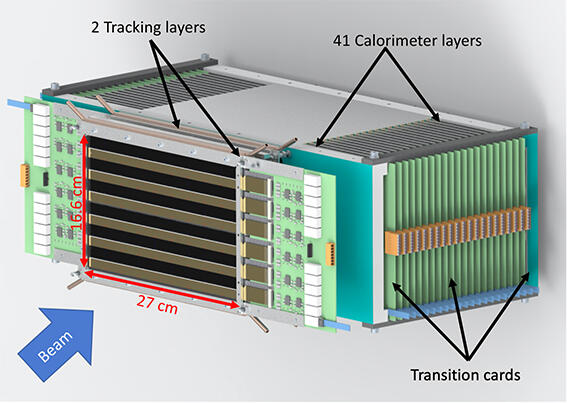 2 Tracking layers
41 Calorimeter layers
16.6 cm
27 cm
Beam
Transition cards